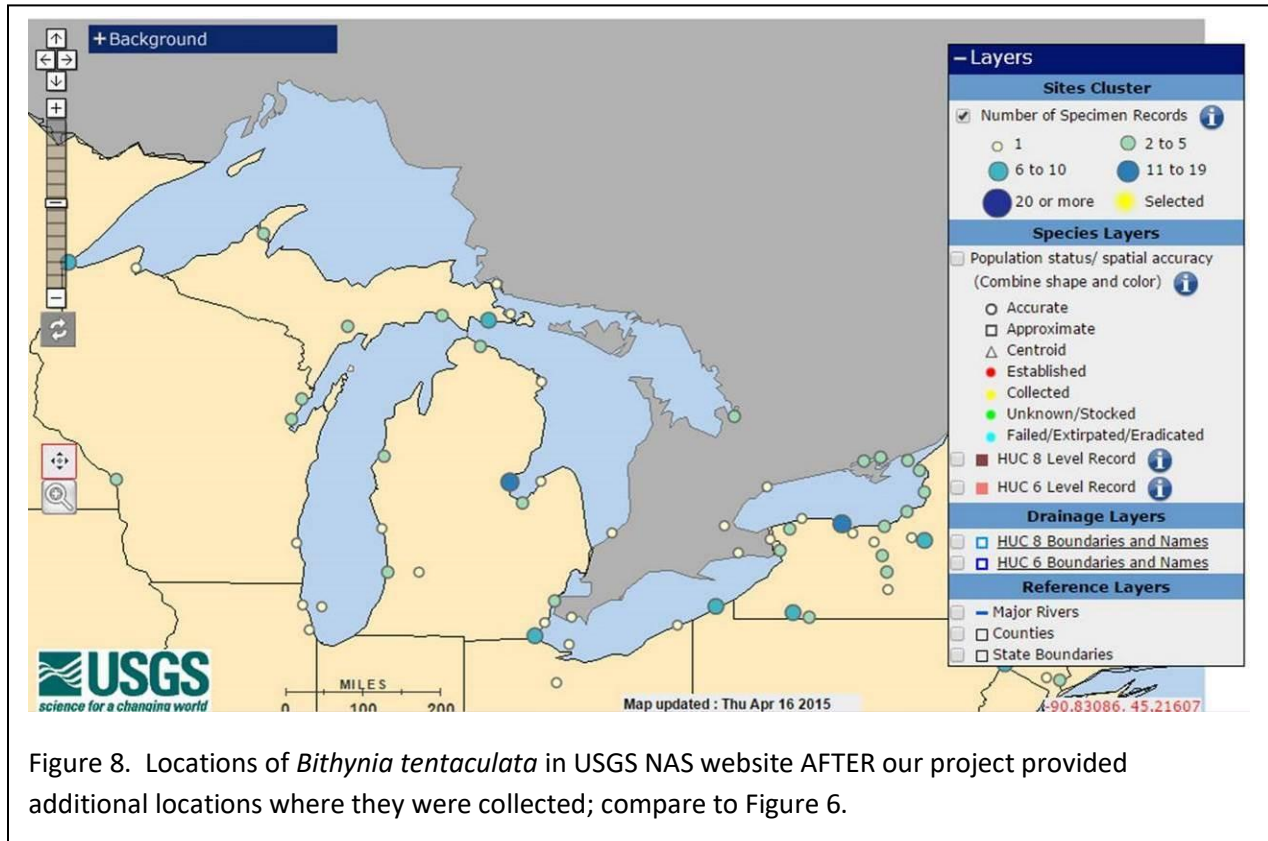 +Background
−Layers
Sites Cluster
Number of Specimen Records
1
2 to 5
6 to 10
11 to 19
20 or more
Selected
Species Layers
Population status/ spatial accuracy
(Combine shape and color)
Accurate
Approximate
Centroid
Established
Collected
Unknown/Stocked
Failed/Extirpated/Eradicated
HUC 8 Level Record
HUC 6 Level Record
Drainage Layers
HUC 8 Boundaries and Names
HUC 6 Boundaries and Names
Reference Layers
Major Rivers
Counties
State Boundaries
USGS
science for a changing world
MILES
0 100 200
Map updated : Thu Apr 16 2015
-90.83086, 45.21607
Figure 8. Locations of Bithynia tentaculata in USGS NAS website AFTER our project provided
additional locations where they were collected; compare to Figure 6.